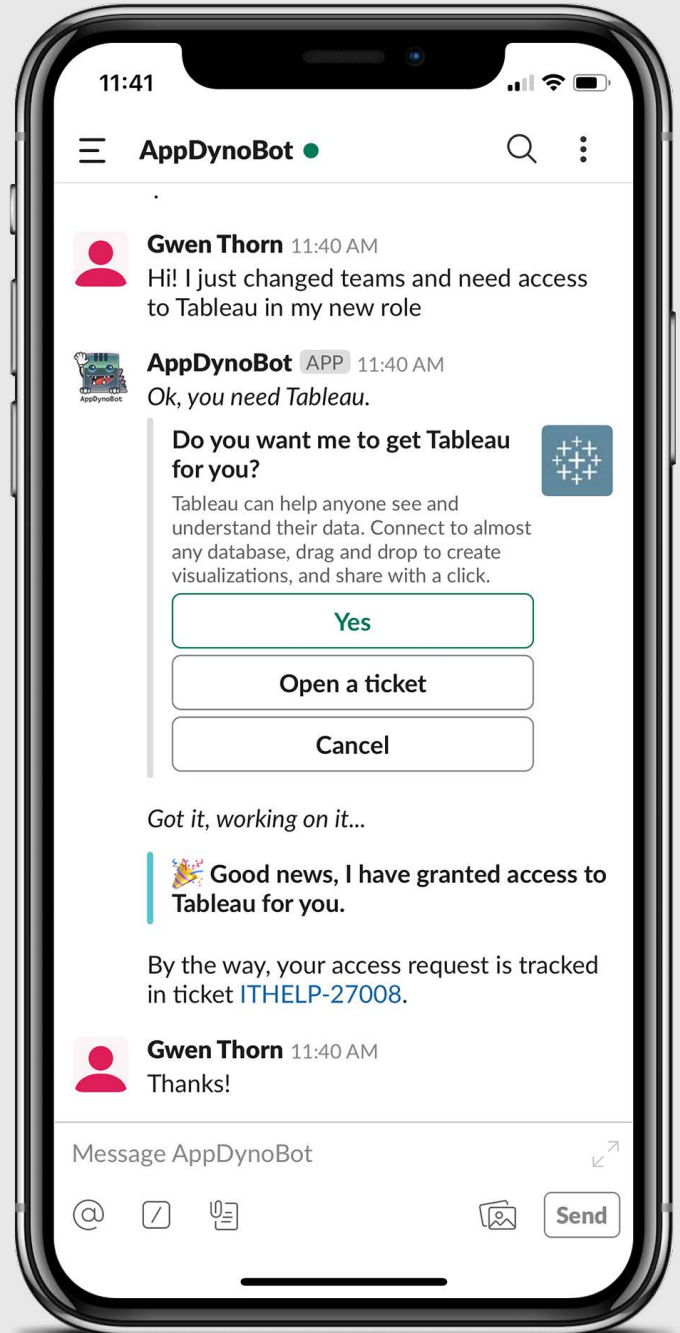 11:41
AppDynoBot
Gwen Thorn 11:40 AM
Hi! I just changed teams and need access
to Tableau in my new role
AppDynoBot APP 11:40 AM
AppDynoBot
Ok, you need Tableau.
Do you want me to get Tableau
for you?
Tableau can help anyone see and
understand their data. Connect to almost
any database, drag and drop to create
visualizations, and share with a click.
Yes
Open a ticket
Cancel
Got it, working on it...
🎉 Good news, I have granted access to
Tableau for you.
By the way, your access request is tracked
in ticket ITHELP-27008.
Gwen Thorn 11:40 AM
Thanks!
Message AppDynoBot
Send